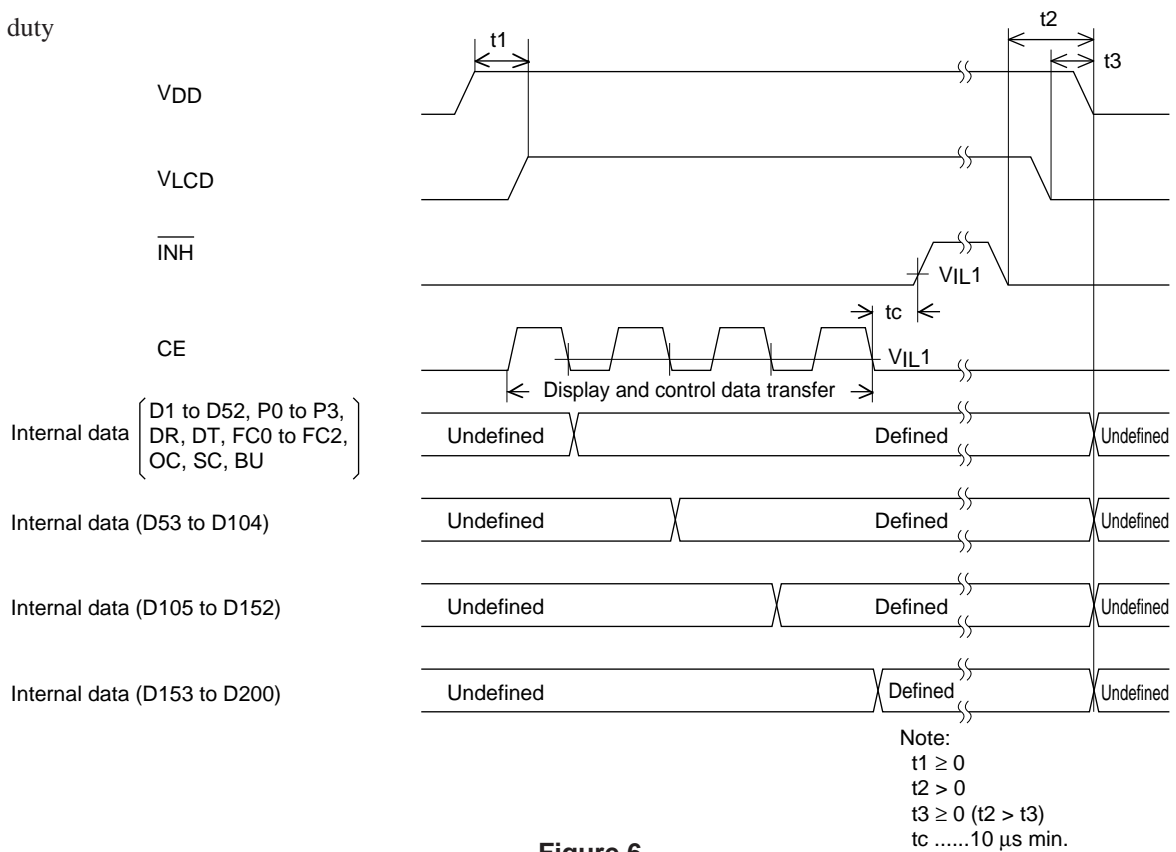 duty
t1
t2
t3
VDD
VLCD
INH
VIL1
tc
CE
VIL1
Display and control data transfer
Internal data
D1 to D52, P0 to P3,
DR, DT, FC0 to FC2,
OC, SC, BU
Undefined
Defined
Undefined
Internal data (D53 to D104)
Undefined
Defined
Undefined
Internal data (D105 to D152)
Undefined
Defined
Undefined
Internal data (D153 to D200)
Undefined
Defined
Undefined
Note:
t1 ≥ 0
t2 > 0
t3 ≥ 0 (t2 > t3)
tc ......10 µs min.
Figure 6